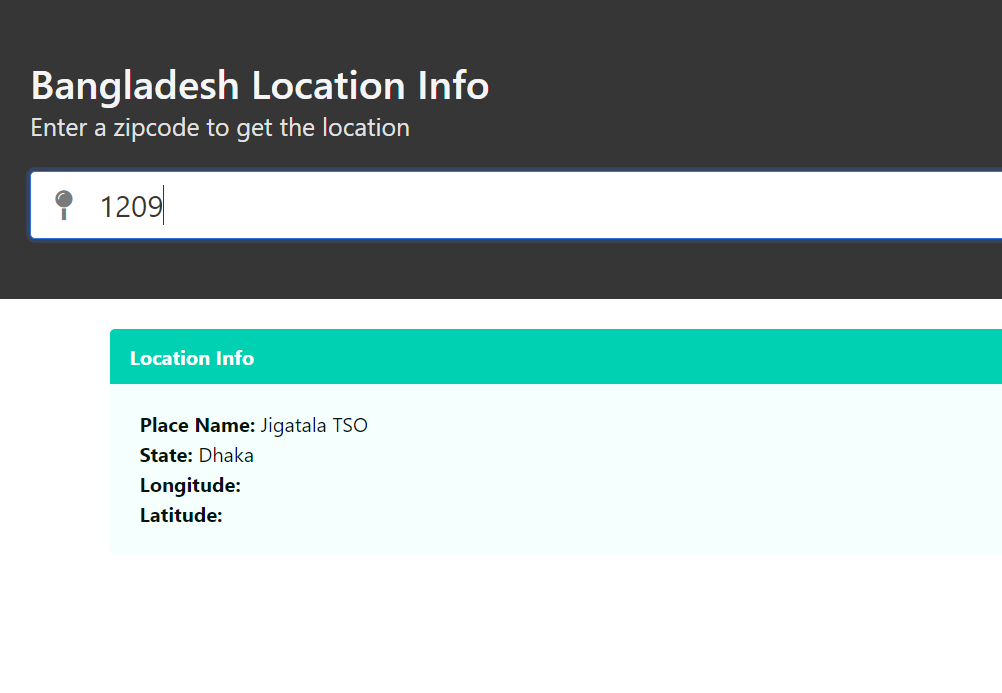 Bangladesh Location Info
Enter a zipcode to get the location
1209
Location Info
Place Name: Jigatala TSO
State: Dhaka
Longitude:
Latitude: